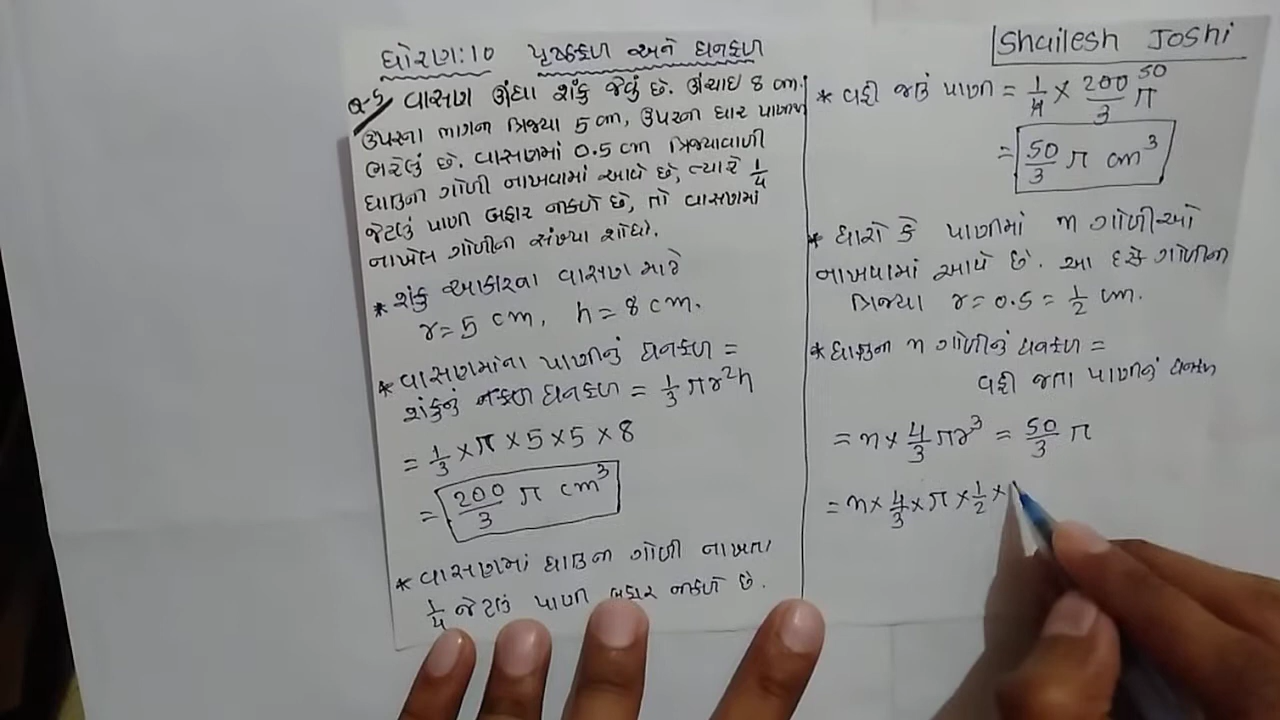 ધોરણ:10 પૃષ્ઠફળ અને ઘનફળ
Shailesh Joshi
Q-5 વાસણ ઊંધા શંકુ જેવું છે. ઊંચાઇ 8 cm.
ઉપરના ભાગની ત્રિજ્યા 5 cm, ઉપરની ધાર પાણીથી
ભરેલું છે. વાસણમાં 0.5 cm ત્રિજ્યાવાળી
ધાતુની ગોળી નાખવામાં આવે છે, ત્યારે 1/4
જેટલું પાણી બહાર નીકળે છે, તો વાસણમાં
નાખેલ ગોળીની સંખ્યા શોધો.
* શંકુ આકારના વાસણ માટે
r = 5 cm, h = 8 cm.
* વાસણમાંના પાણીનું ઘનફળ =
શંકુનું ઘનફળ = 1/3 πr²h
= 1/3 × π × 5 × 5 × 8
= 200/3 π cm³
* વાસણમાં ધાતુની ગોળી નાખતા
1/4 જેટલું પાણી બહાર નીકળે છે.
* વહી જતું પાણી = 1/4 × 200/3 π 50
= 50/3 π cm³
* ધારો કે પાણીમાં n ગોળીઓ
નાખવામાં આવે છે. આ દરેક ગોળીની
ત્રિજ્યા r = 0.5 = 1/2 cm.
* ધાતુની n ગોળીનું ઘનફળ =
વહી જતા પાણીનું ઘનફળ
= n × 4/3 πr³ = 50/3 π
= n × 4/3 × π × 1/2 ×